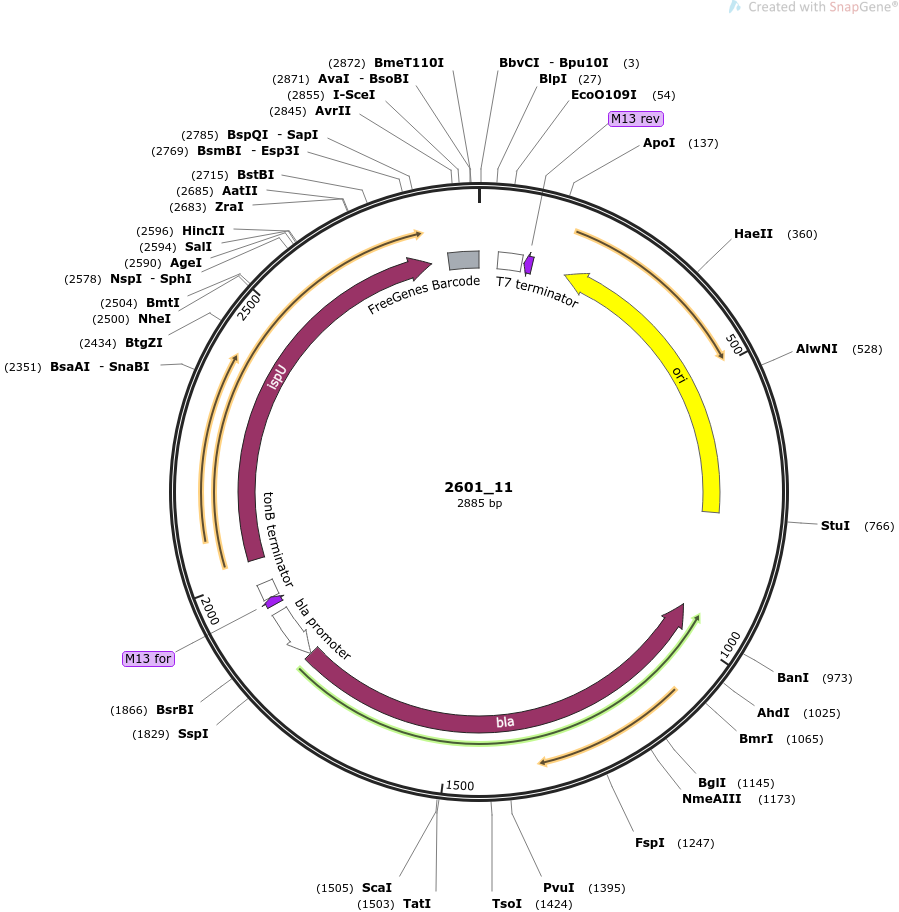 Created with SnapGene®
(2872) BmeT110I
(2871) AvaI - BsoBI
(2855) I-SceI
(2845) AvrII
(2785) BspQI - SapI
(2769) BsmBI - Esp3I
(2715) BstBI
(2685) AatII
(2683) ZraI
(2596) HincII
(2594) SalI
(2590) AgeI
(2578) NspI - SphI
(2504) BmtI
(2500) NheI
(2434) BtgZI
(2351) BsaAI - SnaBI
BbvCI - Bpu10I (3)
BlpI (27)
EcoO109I (54)
M13 rev
ApoI (137)
HaeII (360)
AlwNI (528)
StuI (766)
BanI (973)
AhdI (1025)
BmrI (1065)
BglI (1145)
NmeAIII (1173)
FspI (1247)
PvuI (1395)
TsoI (1424)
(1505) ScaI
(1503) TatI
(1829) SspI
(1866) BsrBI
M13 for
500
1000
1500
2000
2500
FreeGenes Barcode
T7 terminator
ori
ispU
tonB terminator
bla promoter
bla
2601_11
2885 bp